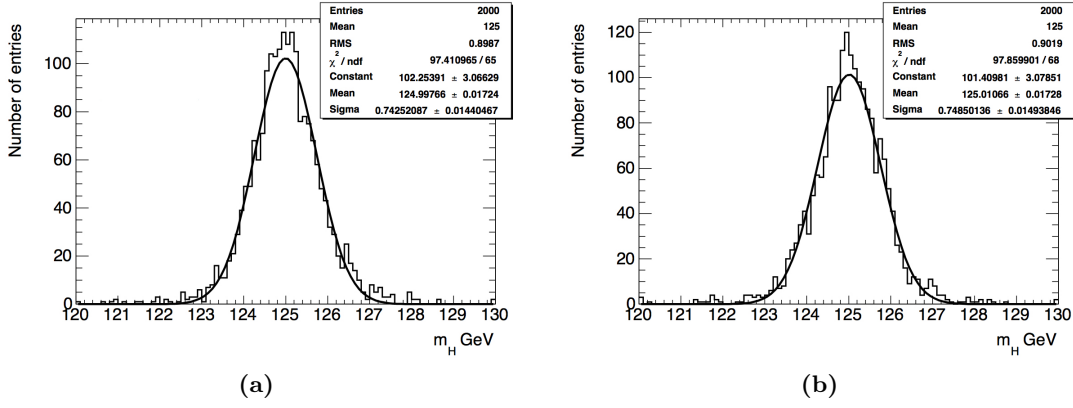 Number of entries
100
80
60
40
20
0
120 121 122 123 124 125 126 127 128 129 130
m_H GeV
Entries 2000
Mean 125
RMS 0.8987
χ² / ndf 97.410965 / 65
Constant 102.25391 ± 3.06629
Mean 124.99766 ± 0.01724
Sigma 0.74252087 ± 0.01440467
(a)
Number of entries
120
100
80
60
40
20
0
120 121 122 123 124 125 126 127 128 129 130
m_H GeV
Entries 2000
Mean 125
RMS 0.9019
χ² / ndf 97.859901 / 68
Constant 101.40981 ± 3.07851
Mean 125.01066 ± 0.01728
Sigma 0.74850136 ± 0.01493846
(b)